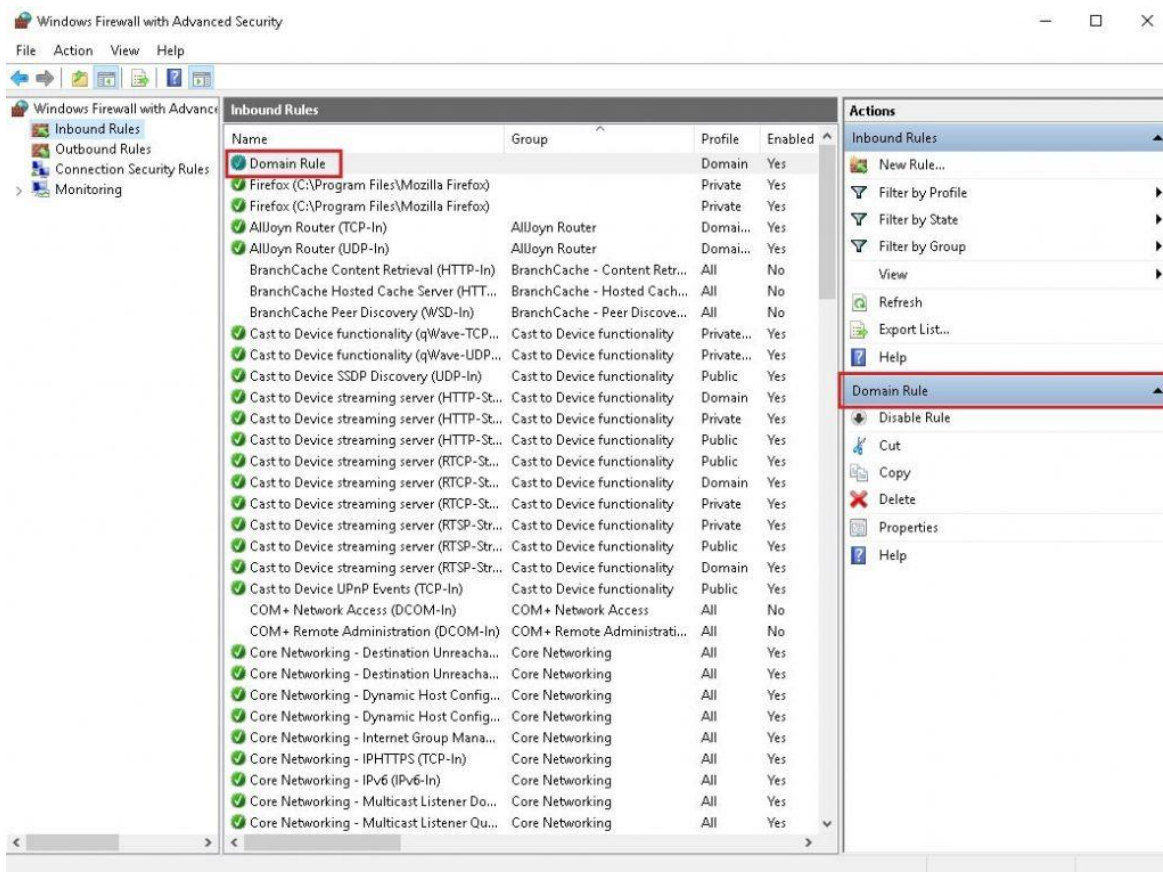 Windows Firewall with Advanced Security
File Action View Help
Windows Firewall with Advance
Inbound Rules
Outbound Rules
Connection Security Rules
Monitoring
Inbound Rules
Name Group Profile Enabled
Domain Rule Domain Yes
Firefox (C:\Program Files\Mozilla Firefox) Private Yes
Firefox (C:\Program Files\Mozilla Firefox) Private Yes
AllJoyn Router (TCP-In) AllJoyn Router Domai... Yes
AllJoyn Router (UDP-In) AllJoyn Router Domai... Yes
BranchCache Content Retrieval (HTTP-In) BranchCache - Content Retr... All No
BranchCache Hosted Cache Server (HTT... BranchCache - Hosted Cach... All No
BranchCache Peer Discovery (WSD-In) BranchCache - Peer Discove... All No
Cast to Device functionality (qWave-TCP... Cast to Device functionality Private... Yes
Cast to Device functionality (qWave-UDP... Cast to Device functionality Private... Yes
Cast to Device SSDP Discovery (UDP-In) Cast to Device functionality Public Yes
Cast to Device streaming server (HTTP-St... Cast to Device functionality Domain Yes
Cast to Device streaming server (HTTP-St... Cast to Device functionality Private Yes
Cast to Device streaming server (HTTP-St... Cast to Device functionality Public Yes
Cast to Device streaming server (RTCP-St... Cast to Device functionality Public Yes
Cast to Device streaming server (RTCP-St... Cast to Device functionality Domain Yes
Cast to Device streaming server (RTCP-St... Cast to Device functionality Private Yes
Cast to Device streaming server (RTSP-Str... Cast to Device functionality Private Yes
Cast to Device streaming server (RTSP-Str... Cast to Device functionality Public Yes
Cast to Device streaming server (RTSP-Str... Cast to Device functionality Domain Yes
Cast to Device UPnP Events (TCP-In) Cast to Device functionality Public Yes
COM+ Network Access (DCOM-In) COM+ Network Access All No
COM+ Remote Administration (DCOM-In) COM+ Remote Administrati... All No
Core Networking - Destination Unreacha... Core Networking All Yes
Core Networking - Destination Unreacha... Core Networking All Yes
Core Networking - Dynamic Host Config... Core Networking All Yes
Core Networking - Dynamic Host Config... Core Networking All Yes
Core Networking - Internet Group Mana... Core Networking All Yes
Core Networking - IPHTTPS (TCP-In) Core Networking All Yes
Core Networking - IPv6 (IPv6-In) Core Networking All Yes
Core Networking - Multicast Listener Do... Core Networking All Yes
Core Networking - Multicast Listener Qu... Core Networking All Yes
Actions
Inbound Rules
New Rule...
Filter by Profile
Filter by State
Filter by Group
View
Refresh
Export List...
Help
Domain Rule
Disable Rule
Cut
Copy
Delete
Properties
Help